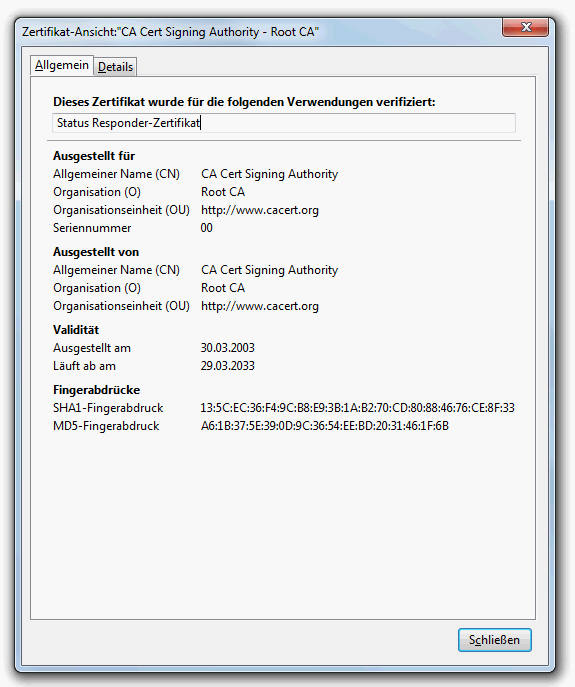 Zertifikat-Ansicht:"CA Cert Signing Authority - Root CA"
Allgemein Details
Dieses Zertifikat wurde für die folgenden Verwendungen verifiziert:
Status Responder-Zertifikat
Ausgestellt für
Allgemeiner Name (CN) CA Cert Signing Authority
Organisation (O) Root CA
Organisationseinheit (OU) http://www.cacert.org
Seriennummer 00
Ausgestellt von
Allgemeiner Name (CN) CA Cert Signing Authority
Organisation (O) Root CA
Organisationseinheit (OU) http://www.cacert.org
Validität
Ausgestellt am 30.03.2003
Läuft ab am 29.03.2033
Fingerabdrücke
SHA1-Fingerabdruck 13:5C:EC:36:F4:9C:B8:E9:3B:1A:B2:70:CD:80:88:46:76:CE:8F:33
MD5-Fingerabdruck A6:1B:37:5E:39:0D:9C:36:54:EE:BD:20:31:46:1F:6B
Schließen